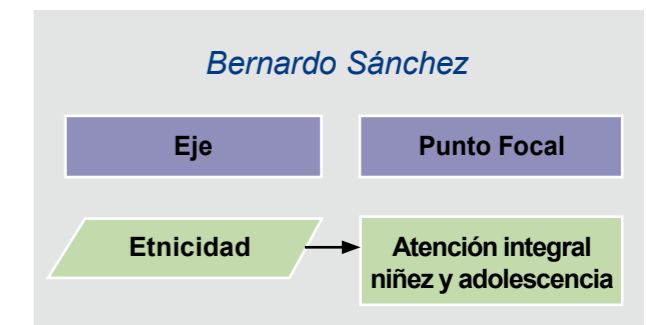 Bernardo Sánchez
Eje
Punto Focal
Etnicidad
Atención integral
niñez y adolescencia